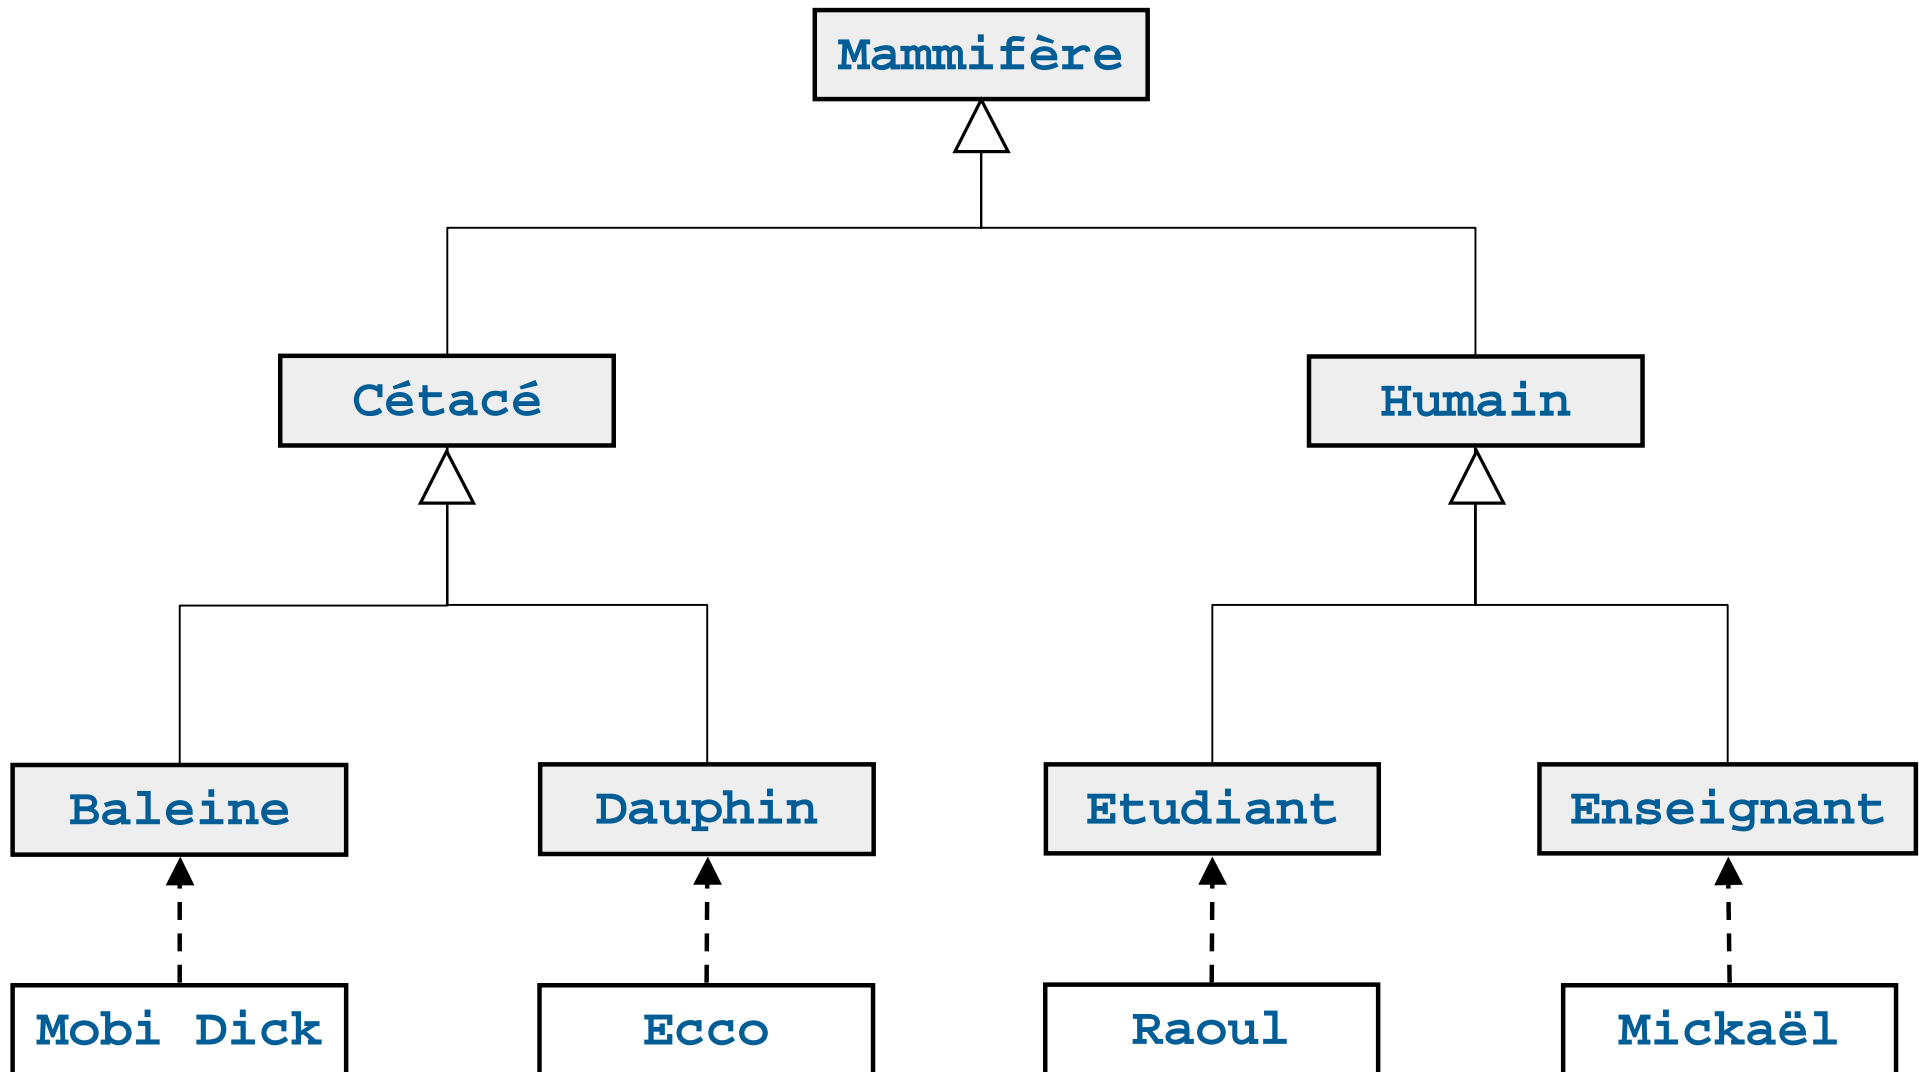 Mammifère
Cétacé
Humain
Baleine
Dauphin
Etudiant
Enseignant
Mobi Dick
Ecco
Raoul
Mickaël